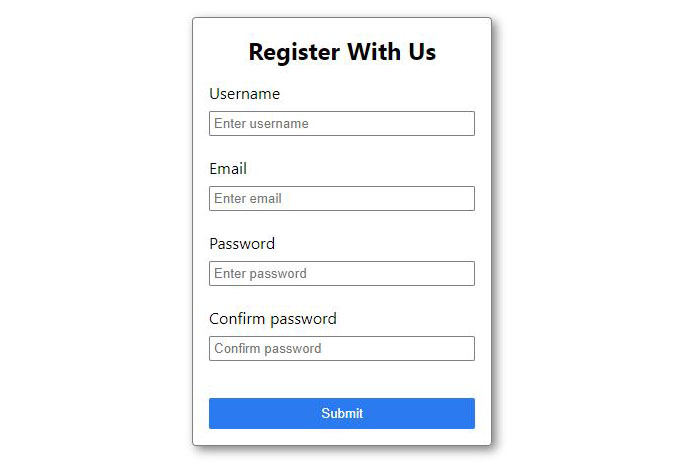 Register With Us
Username
Enter username
Email
Enter email
Password
Enter password
Confirm password
Confirm password
Submit